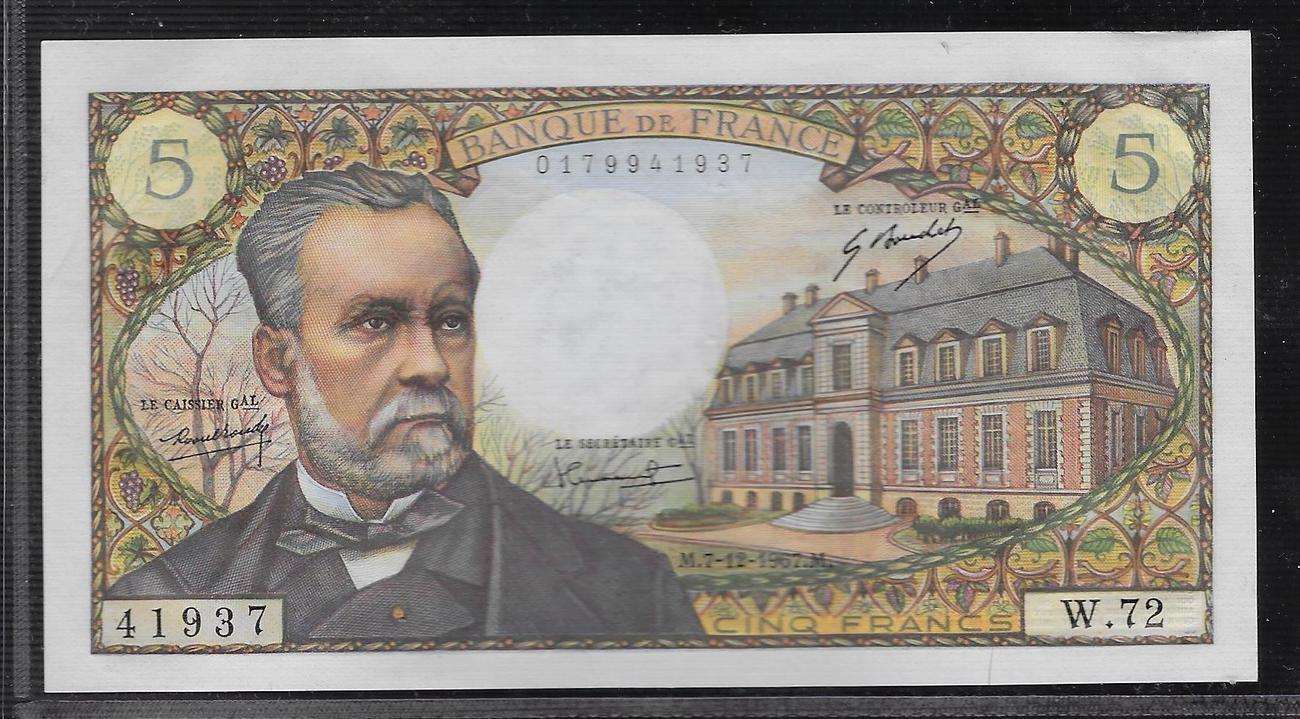 BANQUE DE FRANCE
5
5
0179941937
LE CONTROLEUR GAL
LE CAISSIER GAL
LE SECRÉTAIRE GAL
M.7-12-1967.M.
41937
W.72
CINQ FRANCS